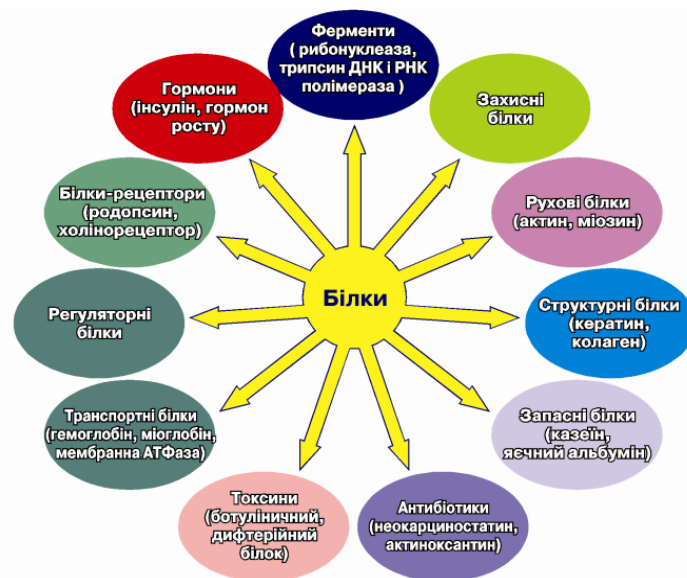 Ферменти
( рибонуклеаза,
трипсин ДНК і РНК
полімераза )
Гормони
(інсулін, гормон
росту)
Захисні
білки
Білки-рецептори
(родопсин,
холінорецептор)
Рухові білки
(актин, міозин)
Білки
Регуляторні
білки
Структурні білки
(кератин,
колаген)
Транспортні білки
(гемоглобін, міоглобін,
мембранна АТФаза)
Запасні білки
(казеїн,
яєчний альбумін)
Токсини
(ботуліничний,
дифтерійний
білок)
Антибіотики
(неокарциностатин,
актиноксантин)